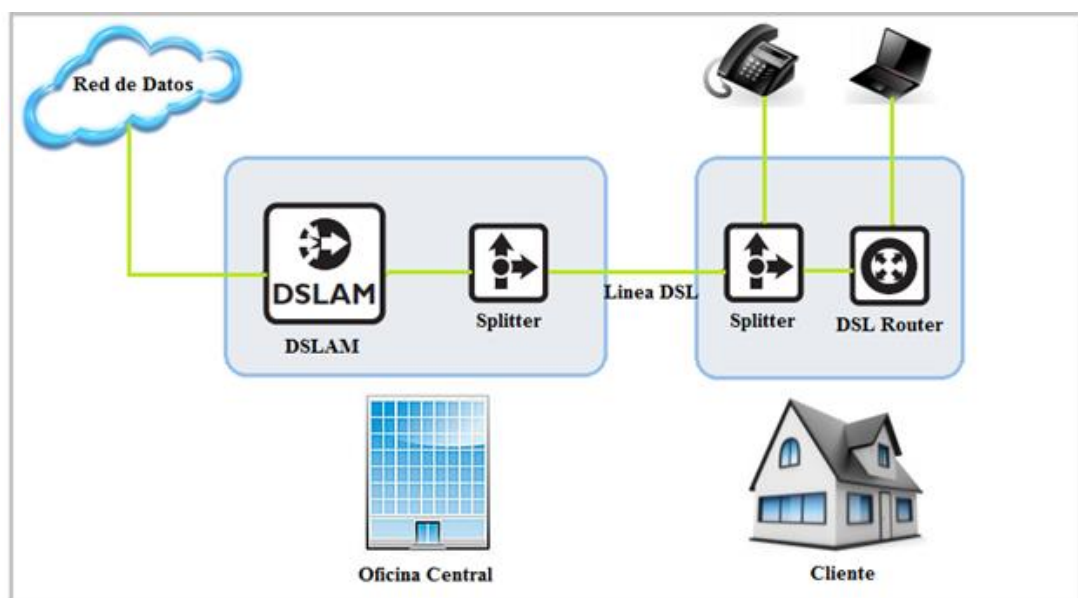 Red de Datos
DSLAM
DSLAM
Splitter
Linea DSL
Splitter
DSL Router
Oficina Central
Cliente